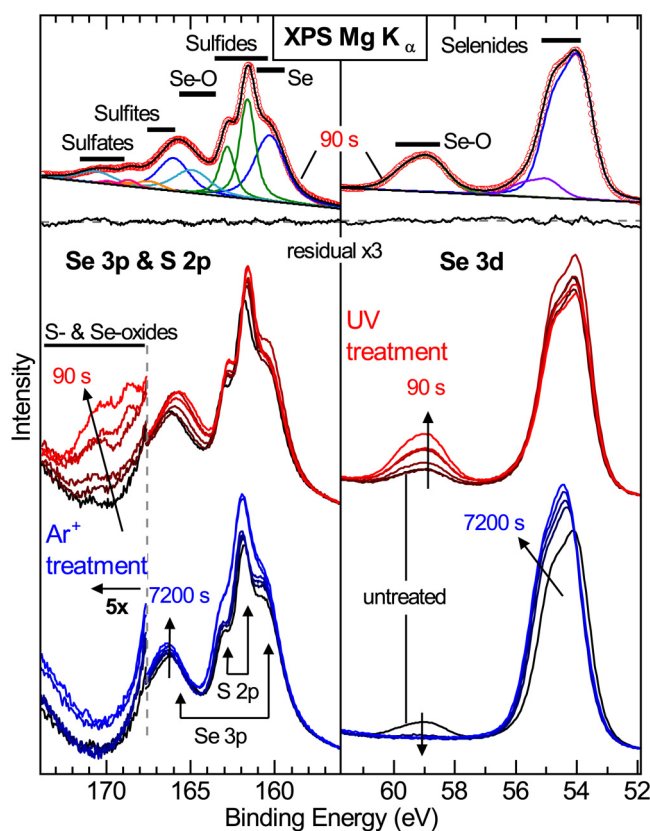 XPS Mg Kα
Sulfides
Se
Se-O
Sulfites
Sulfates
90 s
Selenides
Se-O
residual x3
Se 3p & S 2p
Se 3d
S- & Se-oxides
90 s
UV
treatment
90 s
Ar+
treatment
5x
7200 s
S 2p
Se 3p
7200 s
untreated
Intensity
170 165 160 60 58 56 54 52
Binding Energy (eV)